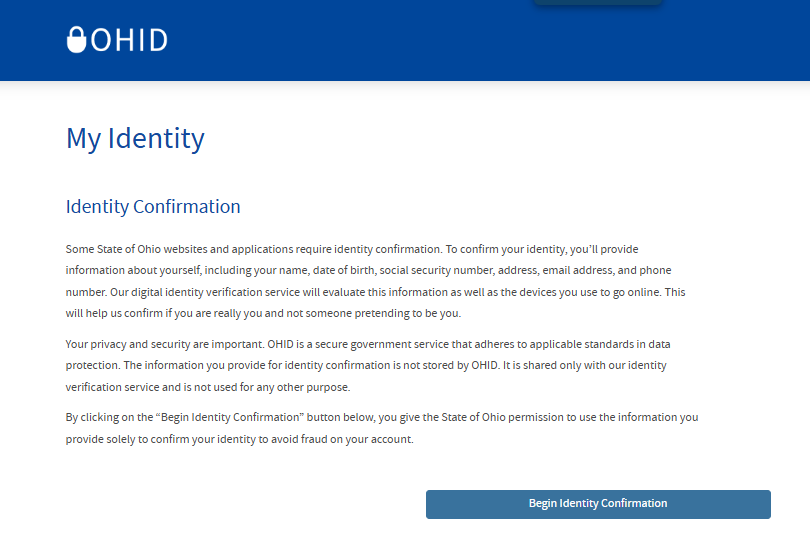 OHID
My Identity
Identity Confirmation
Some State of Ohio websites and applications require identity confirmation. To confirm your identity, you’ll provide
information about yourself, including your name, date of birth, social security number, address, email address, and phone
number. Our digital identity verification service will evaluate this information as well as the devices you use to go online. This
will help us confirm if you are really you and not someone pretending to be you.
Your privacy and security are important. OHID is a secure government service that adheres to applicable standards in data
protection. The information you provide for identity confirmation is not stored by OHID. It is shared only with our identity
verification service and is not used for any other purpose.
By clicking on the “Begin Identity Confirmation” button below, you give the State of Ohio permission to use the information you
provide solely to confirm your identity to avoid fraud on your account.
Begin Identity Confirmation